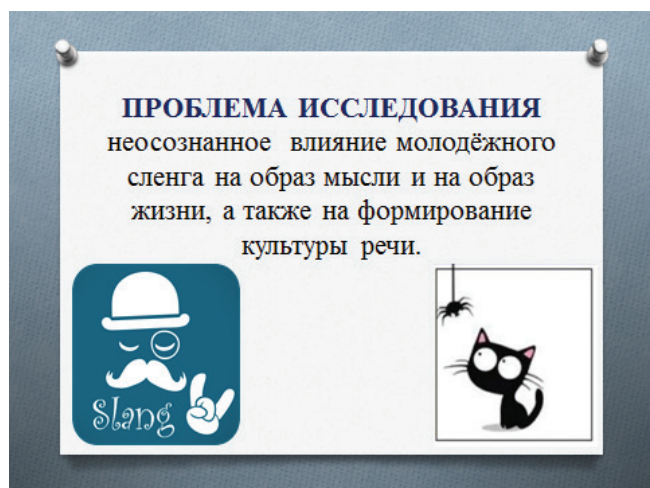 ПРОБЛЕМА ИССЛЕДОВАНИЯ
неосознанное влияние молодёжного
сленга на образ мысли и на образ
жизни, а также на формирование
культуры речи.
Slang